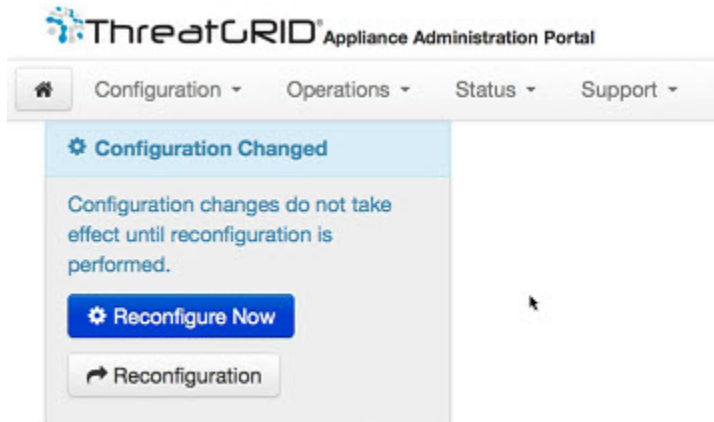 ThreatGRID® Appliance Administration Portal
Configuration Operations Status Support
Configuration Changed
Configuration changes do not take
effect until reconfiguration is
performed.
Reconfigure Now
Reconfiguration